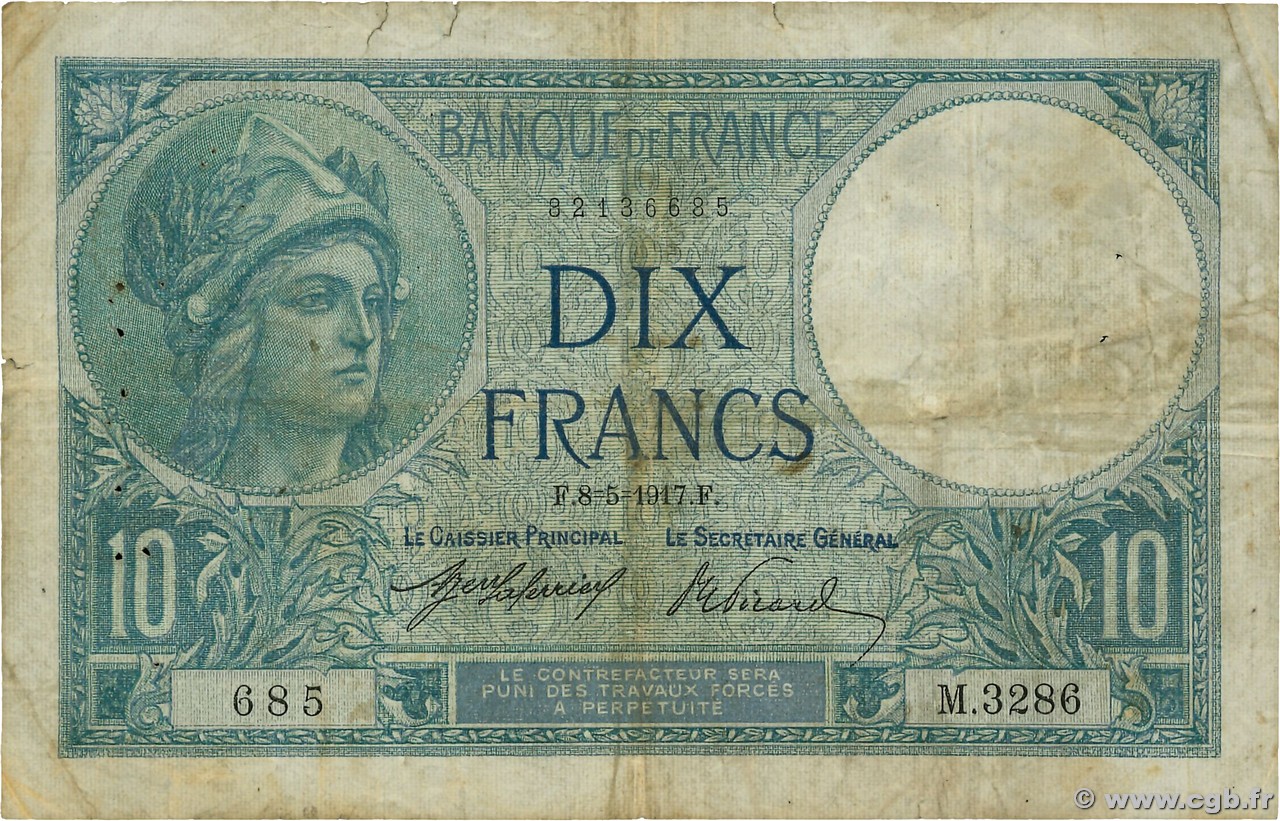 BANQUE DE FRANCE
82136685
DIX
FRANCS
F.8=5=1917.F.
LE CAISSIER PRINCIPAL
LE SECRÉTAIRE GÉNÉRAL
10
10
685
LE CONTREFACTEUR SERA
PUNI DES TRAVAUX FORCÉS
A PERPÉTUITÉ
M.3286
© www.cgb.fr